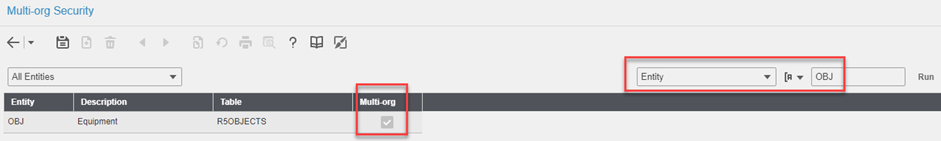 Multi-org Security
All Entities Entity OBJ Run
Entity Description Table Multi-org
OBJ Equipment R5OBJECTS